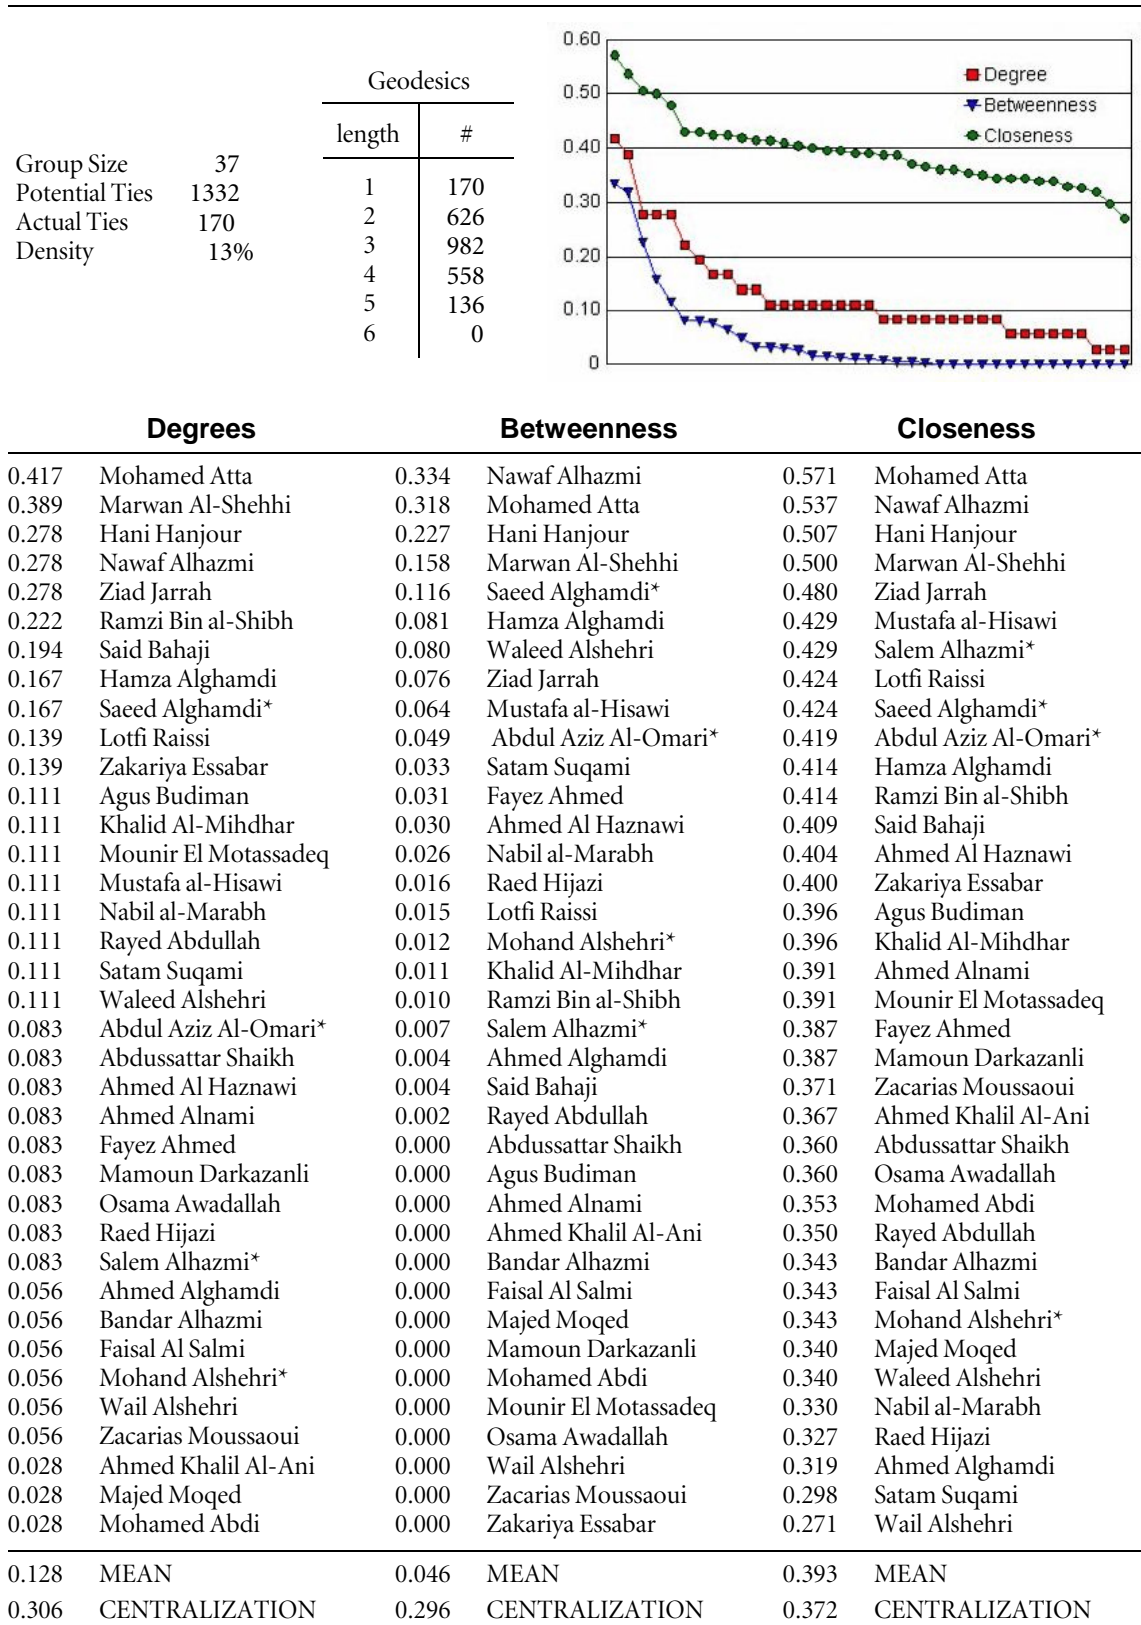 Group Size 37
Potential Ties 1332
Actual Ties 170
Density 13%
Geodesics
length #
1 170
2 626
3 982
4 558
5 136
6 0
0.60
0.50
0.40
0.30
0.20
0.10
0
Degree
Betweenness
Closeness
Degrees Betweenness Closeness
0.417 Mohamed Atta 0.334 Nawaf Alhazmi 0.571 Mohamed Atta
0.389 Marwan Al-Shehhi 0.318 Mohamed Atta 0.537 Nawaf Alhazmi
0.278 Hani Hanjour 0.227 Hani Hanjour 0.507 Hani Hanjour
0.278 Nawaf Alhazmi 0.158 Marwan Al-Shehhi 0.500 Marwan Al-Shehhi
0.278 Ziad Jarrah 0.116 Saeed Alghamdi* 0.480 Ziad Jarrah
0.222 Ramzi Bin al-Shibh 0.081 Hamza Alghamdi 0.429 Mustafa al-Hisawi
0.194 Said Bahaji 0.080 Waleed Alshehri 0.429 Salem Alhazmi*
0.167 Hamza Alghamdi 0.076 Ziad Jarrah 0.424 Lotfi Raissi
0.167 Saeed Alghamdi* 0.064 Mustafa al-Hisawi 0.424 Saeed Alghamdi*
0.139 Lotfi Raissi 0.049 Abdul Aziz Al-Omari* 0.419 Abdul Aziz Al-Omari*
0.139 Zakariya Essabar 0.033 Satam Suqami 0.414 Hamza Alghamdi
0.111 Agus Budiman 0.031 Fayez Ahmed 0.414 Ramzi Bin al-Shibh
0.111 Khalid Al-Mihdhar 0.030 Ahmed Al Haznawi 0.409 Said Bahaji
0.111 Mounir El Motassadeq 0.026 Nabil al-Marabh 0.404 Ahmed Al Haznawi
0.111 Mustafa al-Hisawi 0.016 Raed Hijazi 0.400 Zakariya Essabar
0.111 Nabil al-Marabh 0.015 Lotfi Raissi 0.396 Agus Budiman
0.111 Rayed Abdullah 0.012 Mohand Alshehri* 0.396 Khalid Al-Mihdhar
0.111 Satam Suqami 0.011 Khalid Al-Mihdhar 0.391 Ahmed Alnami
0.111 Waleed Alshehri 0.010 Ramzi Bin al-Shibh 0.391 Mounir El Motassadeq
0.083 Abdul Aziz Al-Omari* 0.007 Salem Alhazmi* 0.387 Fayez Ahmed
0.083 Abdussattar Shaikh 0.004 Ahmed Alghamdi 0.387 Mamoun Darkazanli
0.083 Ahmed Al Haznawi 0.004 Said Bahaji 0.371 Zacarias Moussaoui
0.083 Ahmed Alnami 0.002 Rayed Abdullah 0.367 Ahmed Khalil Al-Ani
0.083 Fayez Ahmed 0.000 Abdussattar Shaikh 0.360 Abdussattar Shaikh
0.083 Mamoun Darkazanli 0.000 Agus Budiman 0.360 Osama Awadallah
0.083 Osama Awadallah 0.000 Ahmed Alnami 0.353 Mohamed Abdi
0.083 Raed Hijazi 0.000 Ahmed Khalil Al-Ani 0.350 Rayed Abdullah
0.083 Salem Alhazmi* 0.000 Bandar Alhazmi 0.343 Bandar Alhazmi
0.056 Ahmed Alghamdi 0.000 Faisal Al Salmi 0.343 Faisal Al Salmi
0.056 Bandar Alhazmi 0.000 Majed Moqed 0.343 Mohand Alshehri*
0.056 Faisal Al Salmi 0.000 Mamoun Darkazanli 0.340 Majed Moqed
0.056 Mohand Alshehri* 0.000 Mohamed Abdi 0.340 Waleed Alshehri
0.056 Wail Alshehri 0.000 Mounir El Motassadeq 0.330 Nabil al-Marabh
0.056 Zacarias Moussaoui 0.000 Osama Awadallah 0.327 Raed Hijazi
0.028 Ahmed Khalil Al-Ani 0.000 Wail Alshehri 0.319 Ahmed Alghamdi
0.028 Majed Moqed 0.000 Zacarias Moussaoui 0.298 Satam Suqami
0.028 Mohamed Abdi 0.000 Zakariya Essabar 0.271 Wail Alshehri
0.128 MEAN 0.046 MEAN 0.393 MEAN
0.306 CENTRALIZATION 0.296 CENTRALIZATION 0.372 CENTRALIZATION